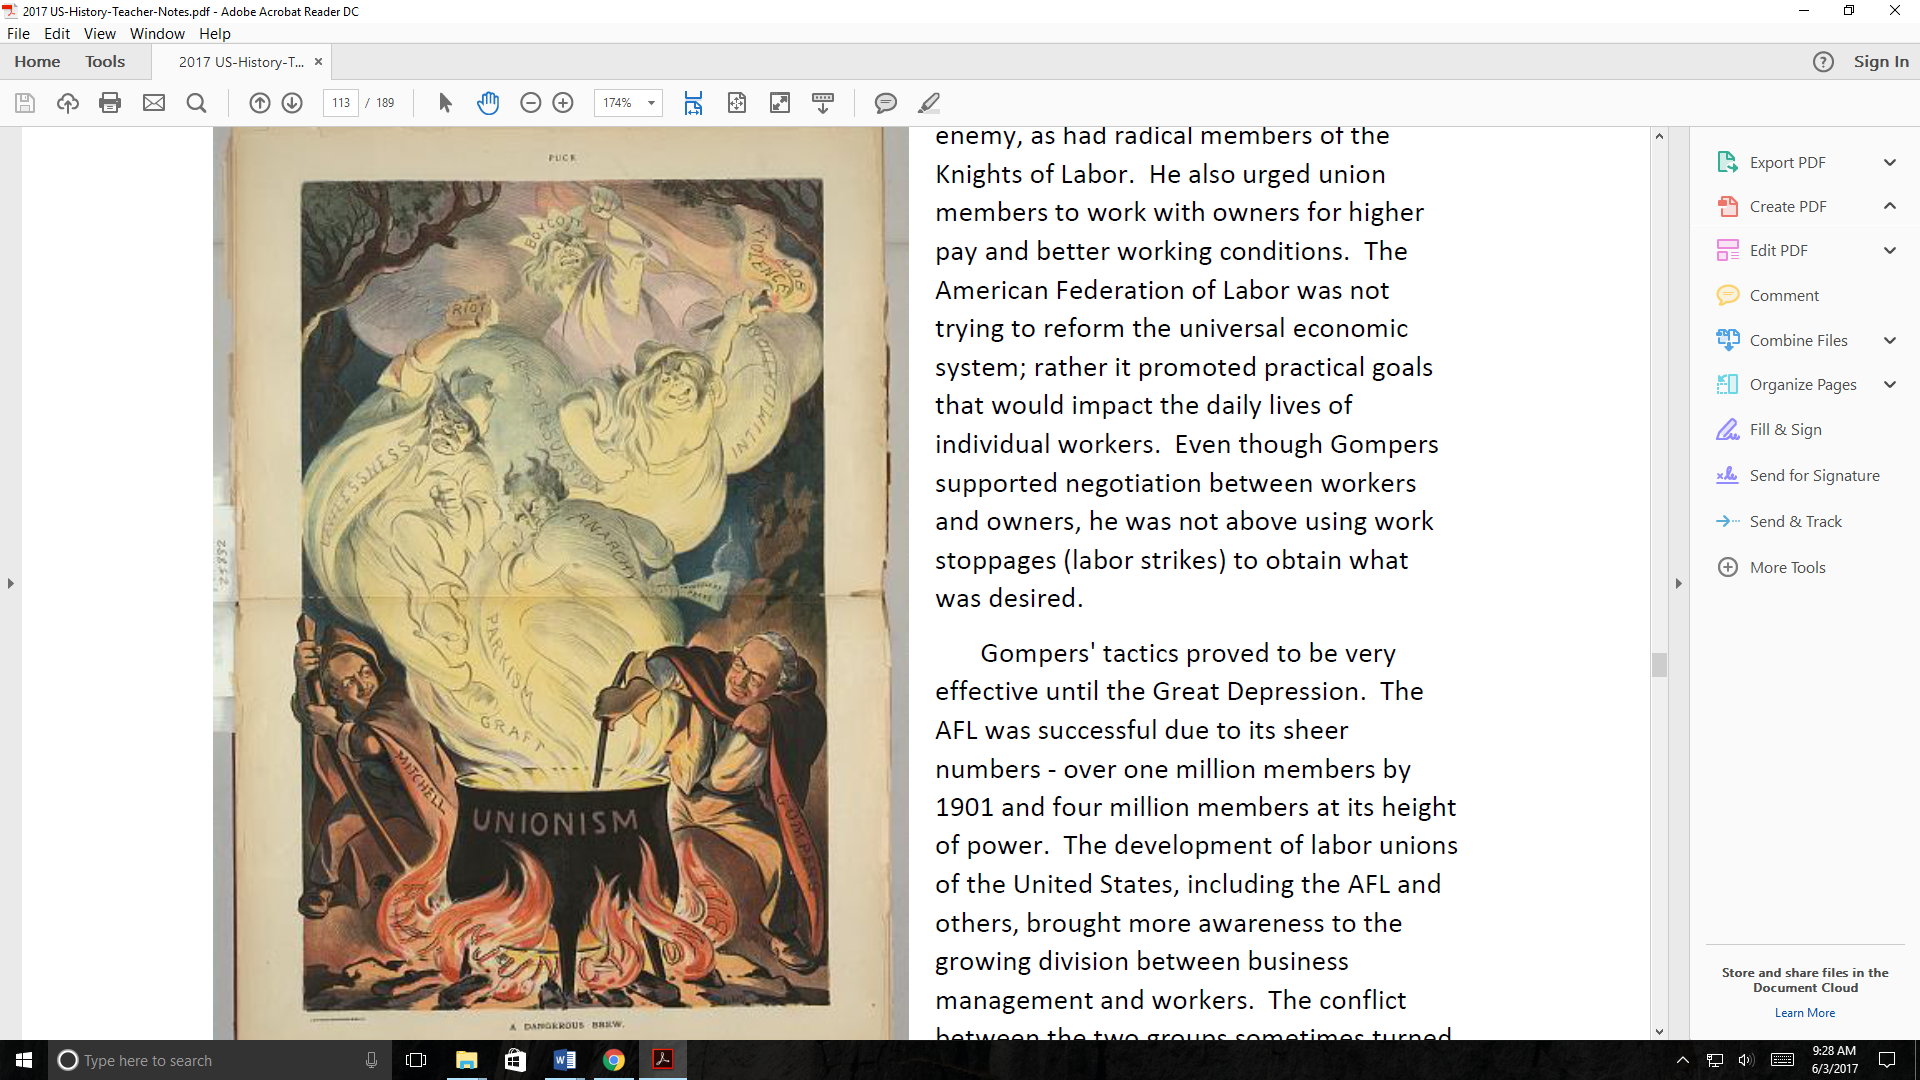 2017 US-History-Teacher-Notes.pdf - Adobe Acrobat Reader DC
File Edit View Window Help
Home Tools 2017 US-History-T... ×
Sign In
113 / 189
174%
PUCK
BOYCOTT
MOB
VIOLENCE
RIOT
INTIMIDATION
LAWLESSNESS
ANARCHY
PARKISM
GRAFT
MITCHELL
GOMPERS
UNIONISM
A DANGEROUS BREW.
25832
enemy, as had radical members of the
Knights of Labor. He also urged union
members to work with owners for higher
pay and better working conditions. The
American Federation of Labor was not
trying to reform the universal economic
system; rather it promoted practical goals
that would impact the daily lives of
individual workers. Even though Gompers
supported negotiation between workers
and owners, he was not above using work
stoppages (labor strikes) to obtain what
was desired.
Gompers' tactics proved to be very
effective until the Great Depression. The
AFL was successful due to its sheer
numbers - over one million members by
1901 and four million members at its height
of power. The development of labor unions
of the United States, including the AFL and
others, brought more awareness to the
growing division between business
management and workers. The conflict
between the two groups sometimes turned
Export PDF
Create PDF
Edit PDF
Comment
Combine Files
Organize Pages
Fill & Sign
Send for Signature
Send & Track
More Tools
Store and share files in the
Document Cloud
Learn More
Type here to search
9:28 AM
6/3/2017